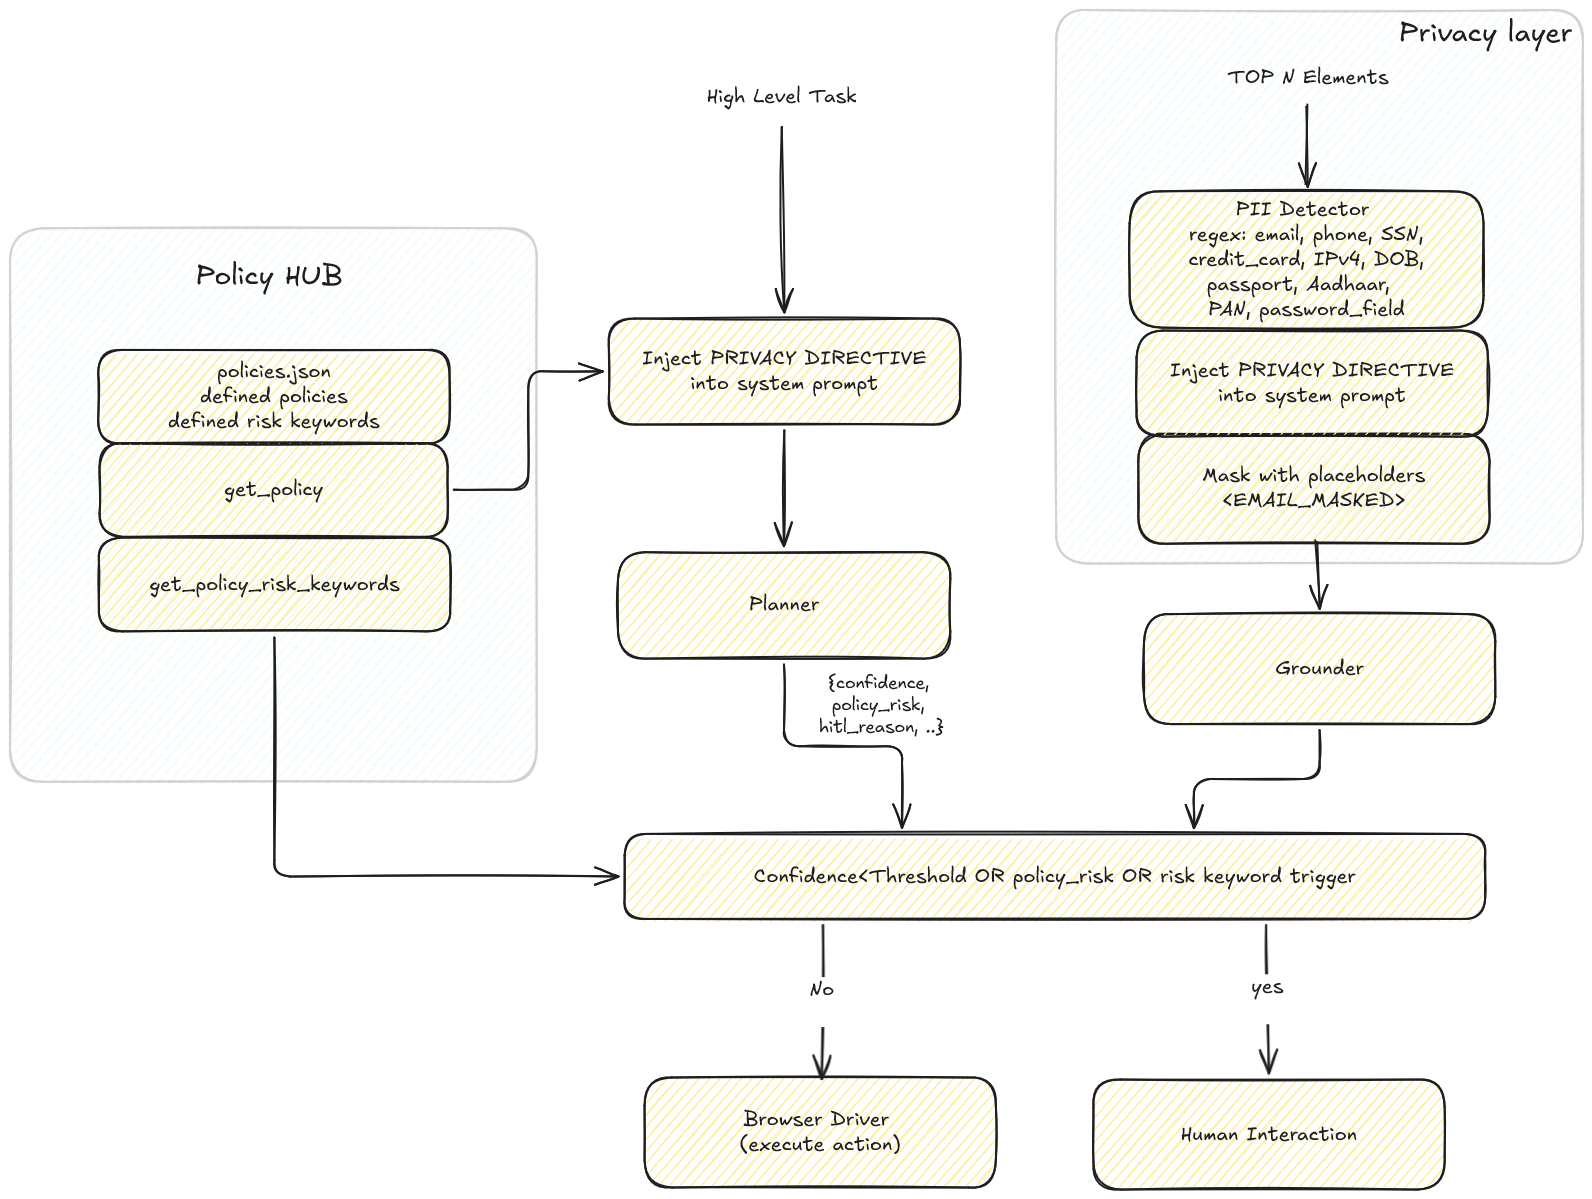 Privacy layer
TOP N Elements
High Level Task
PII Detector
regex: email, phone, SSN,
credit_card, IPv4, DOB,
passport, Aadhaar,
PAN, password_field
Policy HUB
Inject PRIVACY DIRECTIVE
into system prompt
Inject PRIVACY DIRECTIVE
into system prompt
policies.json
defined policies
defined risk keywords
get_policy
Mask with placeholders
<EMAIL_MASKED>
get_policy_risk_keywords
Planner
Grounder
{confidence,
policy_risk,
hitl_reason, ..}
Confidence<Threshold OR policy_risk OR risk keyword trigger
No
yes
Browser Driver
(execute action)
Human Interaction